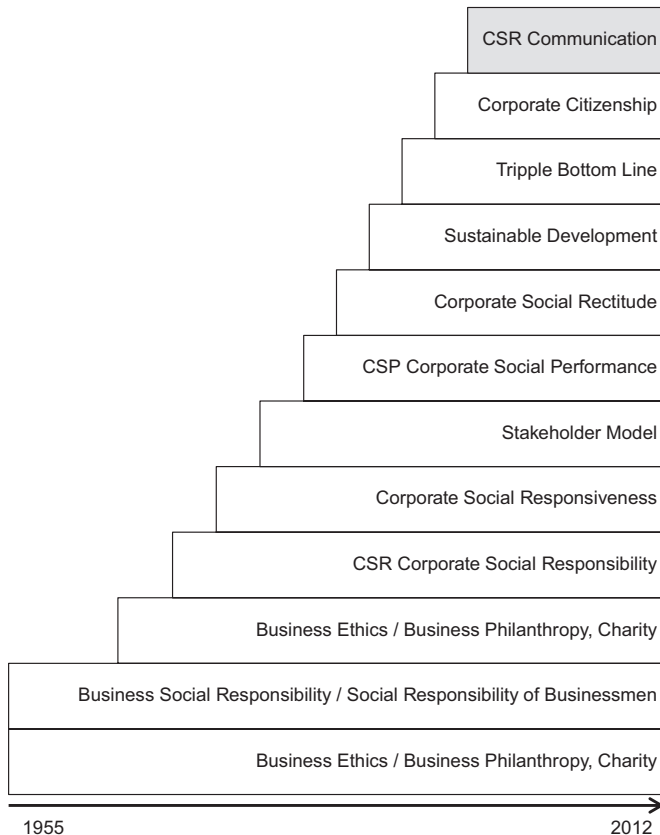 CSR Communication
Corporate Citizenship
Tripple Bottom Line
Sustainable Development
Corporate Social Rectitude
CSP Corporate Social Performance
Stakeholder Model
Corporate Social Responsiveness
CSR Corporate Social Responsibility
Business Ethics / Business Philanthropy, Charity
Business Social Responsibility / Social Responsibility of Businessmen
Business Ethics / Business Philanthropy, Charity
1955 2012